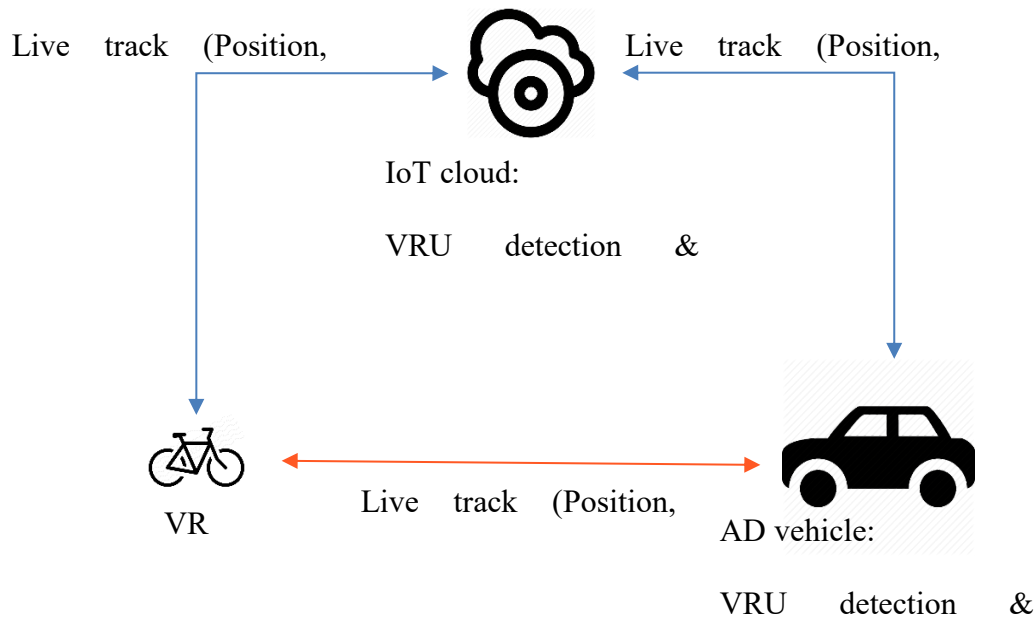 Live track (Position,
Live track (Position,
IoT cloud:
VRU detection &
VR
Live track (Position,
AD vehicle:
VRU detection &